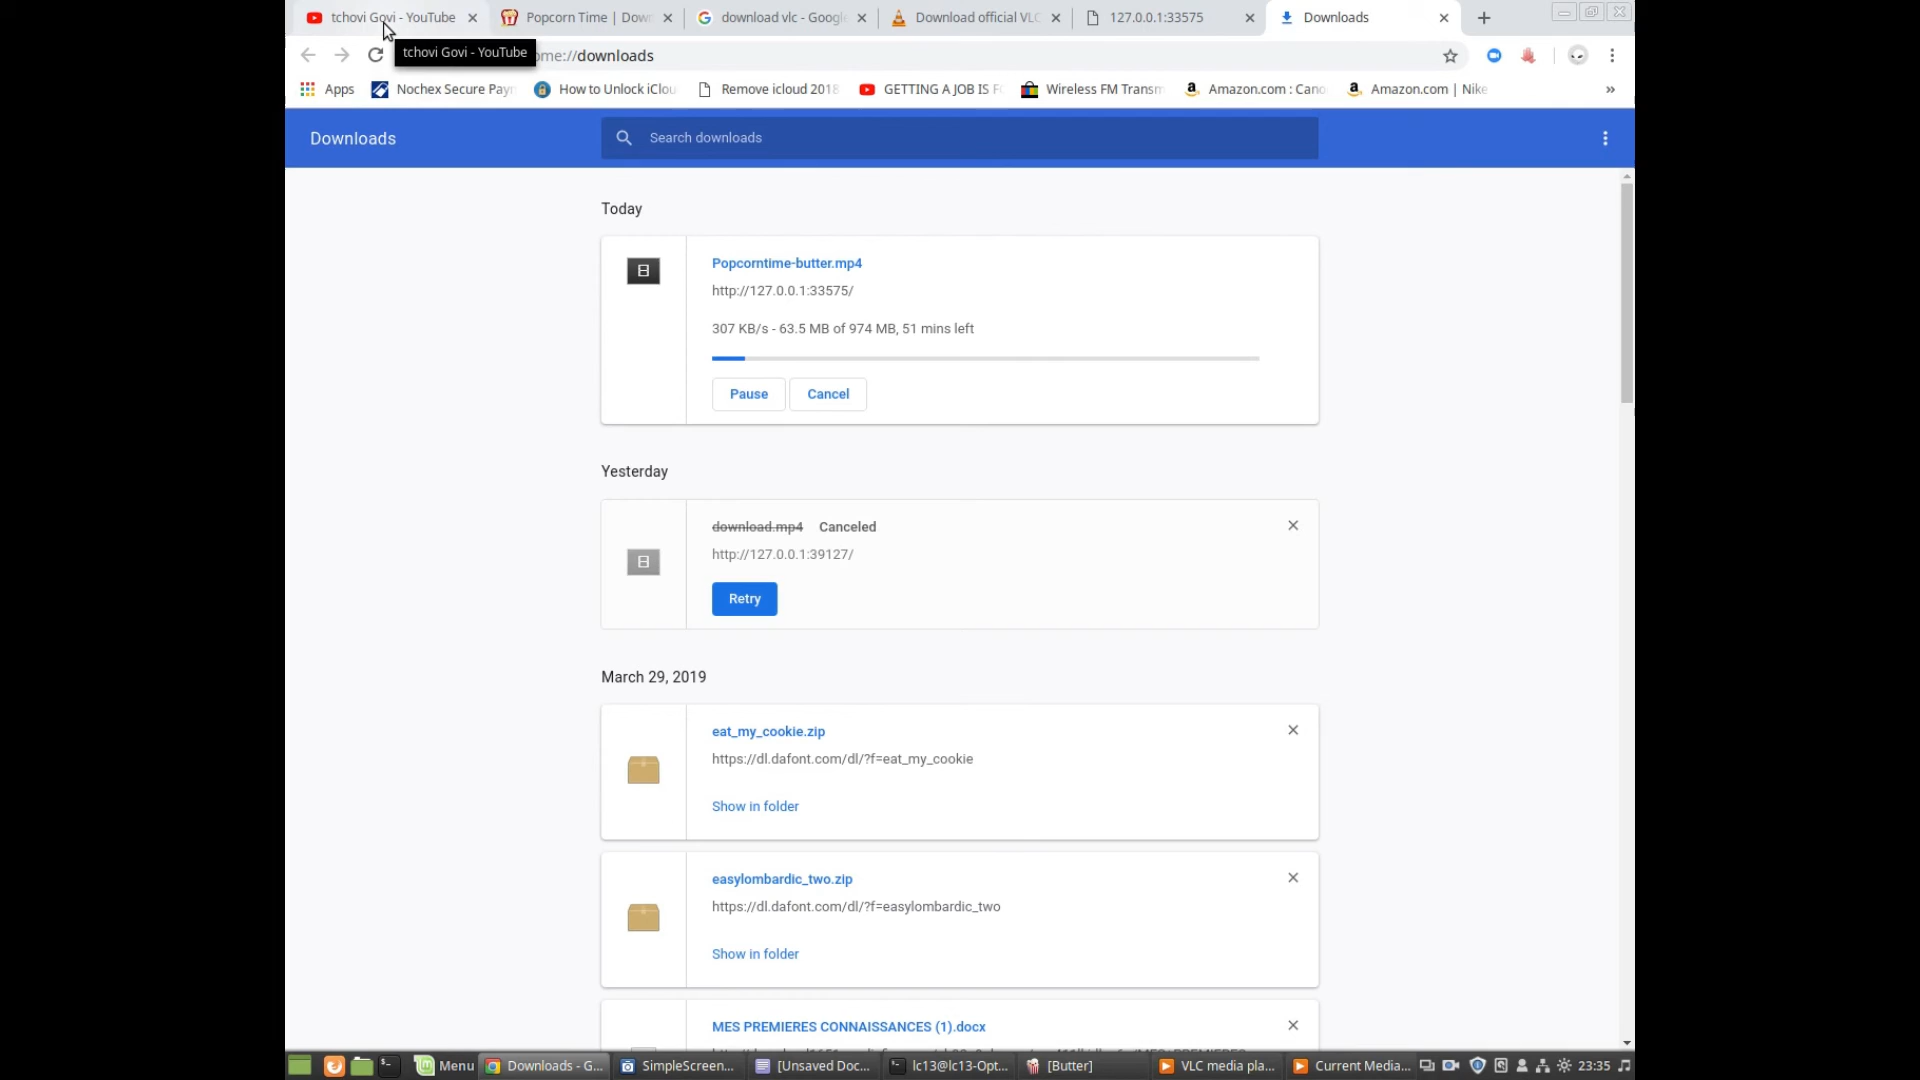 tchovi Govi - YouTube
Popcorn Time | Down
download vlc - Google
Download official VLC
127.0.0.1:33575
Downloads
tchovi Govi - YouTube
ome://downloads
Apps
Nochex Secure Paym
How to Unlock iClou
Remove icloud 2018
GETTING A JOB IS F
Wireless FM Transm
Amazon.com : Cano
Amazon.com | Nike
»
Downloads
Search downloads
Today
Popcorntime-butter.mp4
http://127.0.0.1:33575/
307 KB/s - 63.5 MB of 974 MB, 51 mins left
Pause
Cancel
Yesterday
download.mp4 Canceled
http://127.0.0.1:39127/
Retry
March 29, 2019
eat_my_cookie.zip
https://dl.dafont.com/dl/?f=eat_my_cookie
Show in folder
easylombardic_two.zip
https://dl.dafont.com/dl/?f=easylombardic_two
Show in folder
MES PREMIERES CONNAISSANCES (1).docx
Menu
Downloads - G...
SimpleScreen...
[Unsaved Doc...
lc13@lc13-Opt...
[Butter]
VLC media pla...
Current Media...
23:35